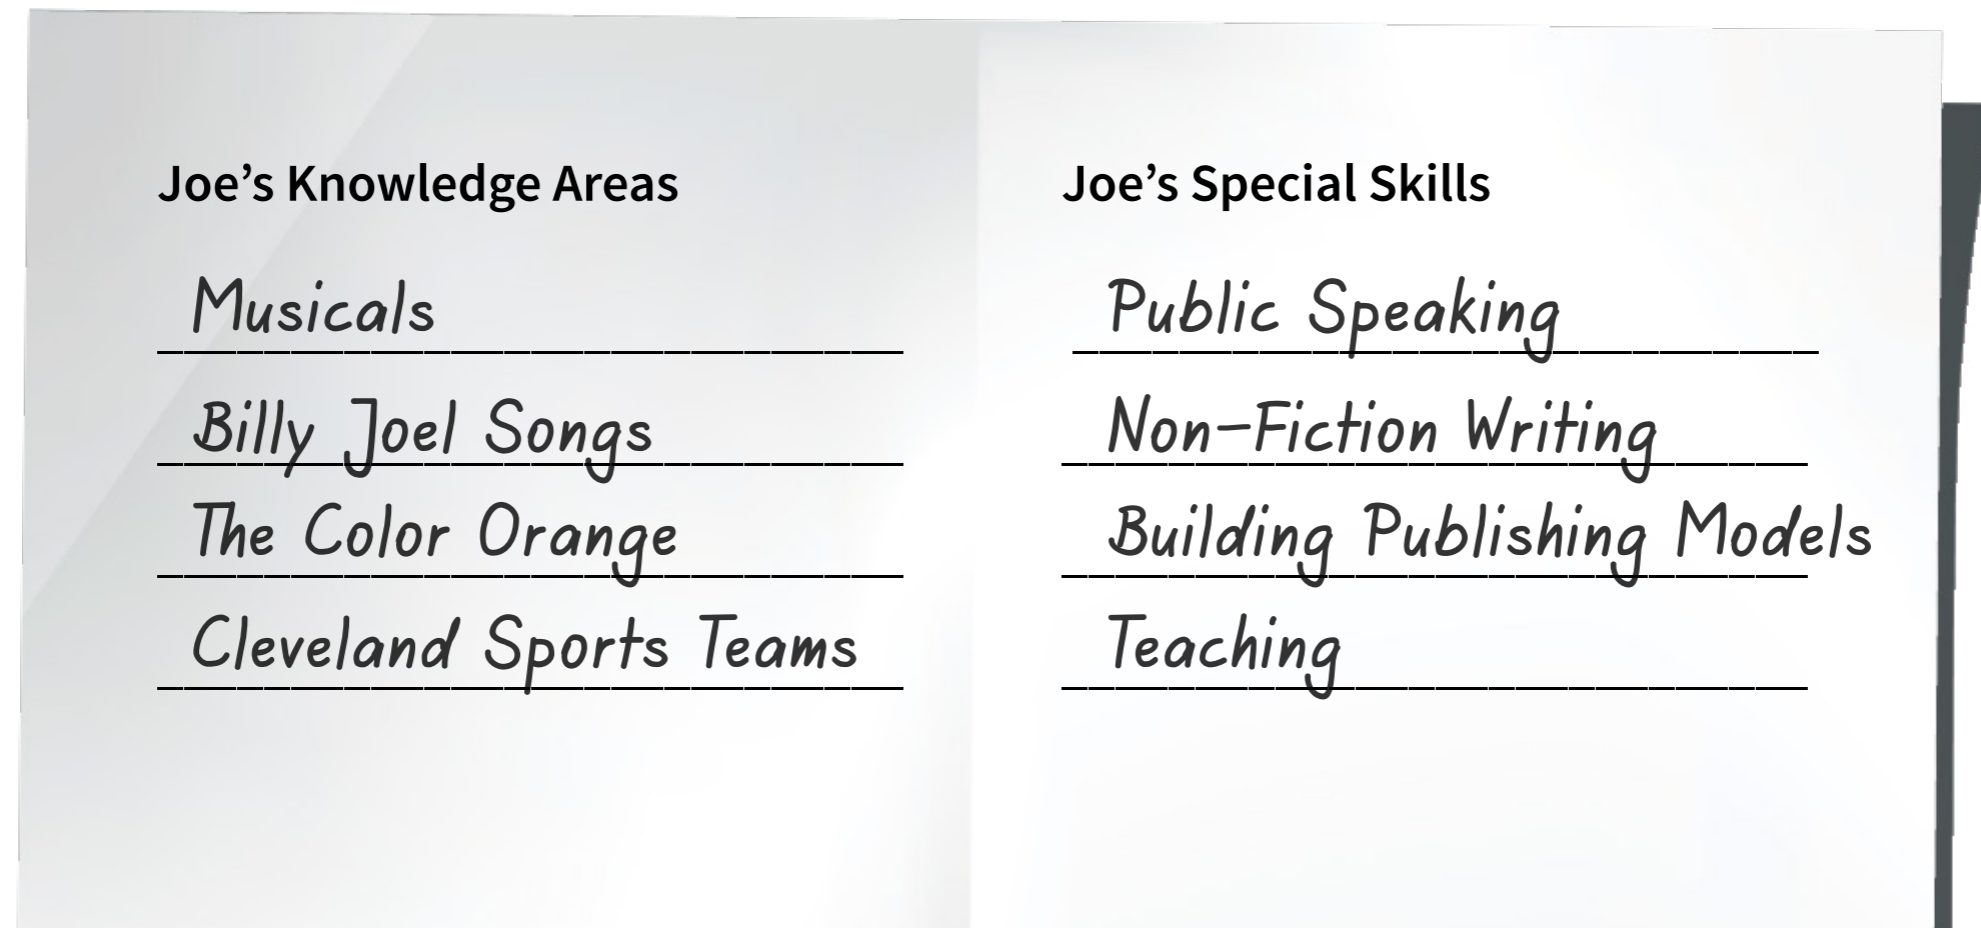 Joe’s Knowledge Areas
Musicals
Billy Joel Songs
The Color Orange
Cleveland Sports Teams
Joe’s Special Skills
Public Speaking
Non-Fiction Writing
Building Publishing Models
Teaching